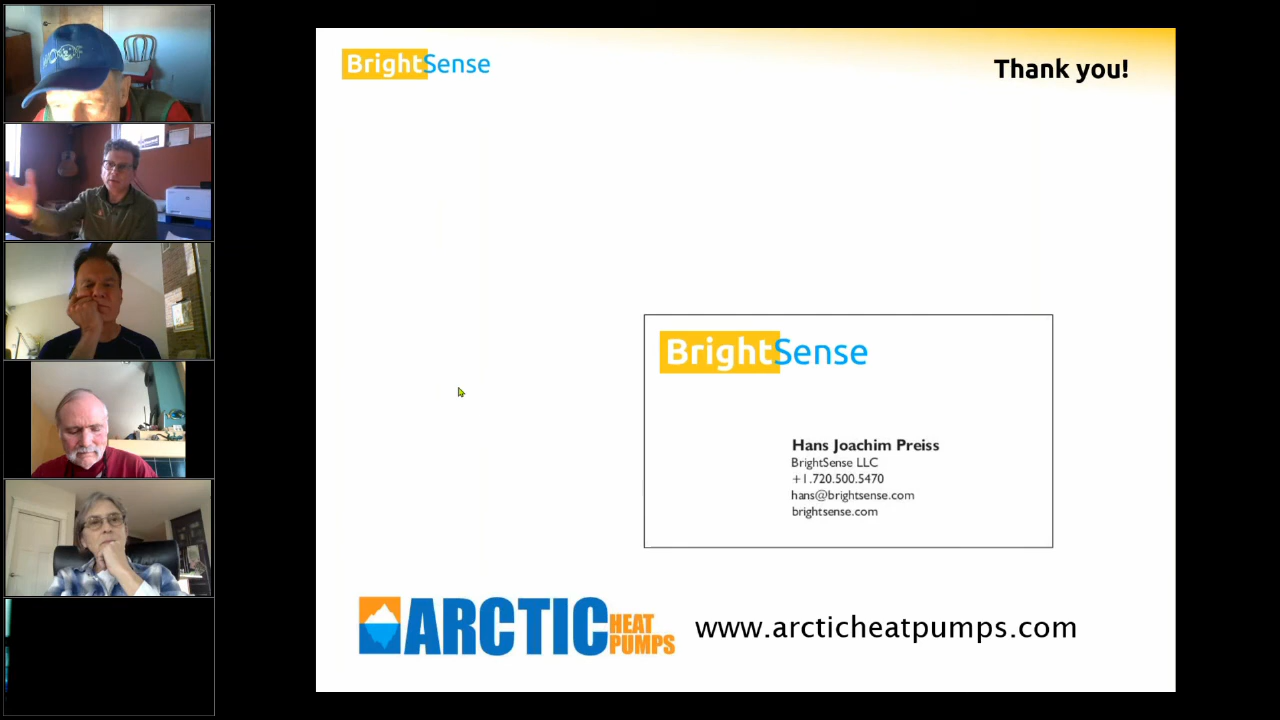 BrightSense
Thank you!
BrightSense
Hans Joachim Preiss
BrightSense LLC
+1.720.500.5470
hans@brightsense.com
brightsense.com
ARCTIC HEAT PUMPS
www.arcticheatpumps.com